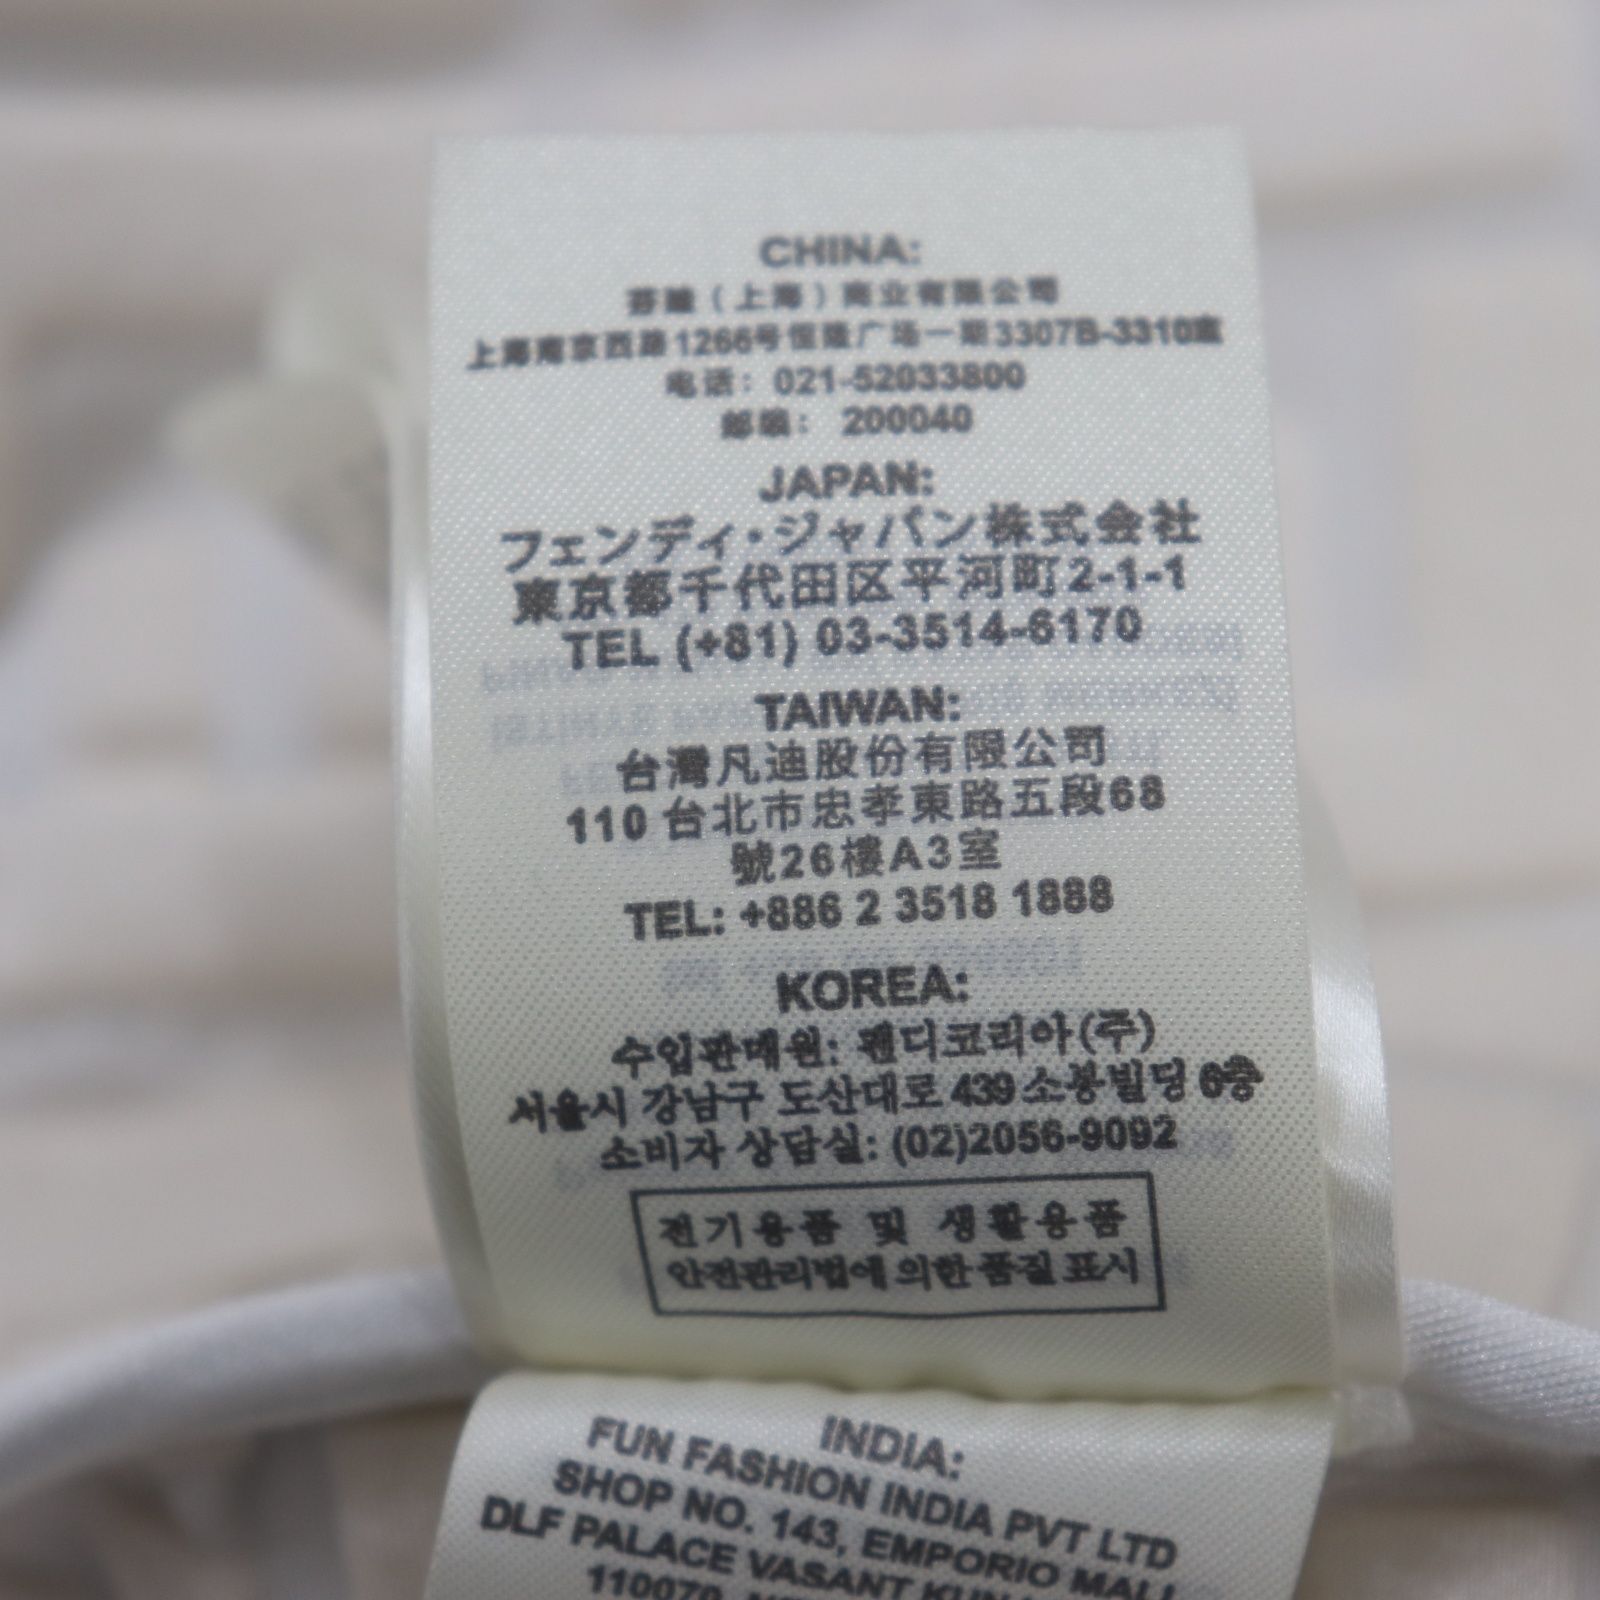 CHINA:
芬迪（上海）商业有限公司
上海南京西路1266号恒隆广场一期3307B-3310室
电话：021-52033800
邮编：200040
JAPAN:
フェンディ・ジャパン株式会社
東京都千代田区平河町2-1-1
TEL (+81) 03-3514-6170
TAIWAN:
台灣凡迪股份有限公司
110 台北市忠孝東路五段68
號26樓A3室
TEL: +886 2 3518 1888
KOREA:
수입판매원: 펜디코리아(주)
서울시 강남구 도산대로 439 소봉빌딩 6층
소비자 상담실: (02)2056-9092
전기용품 및 생활용품
안전관리법에 의한 품질표시
INDIA:
FUN FASHION INDIA PVT LTD
SHOP NO. 143, EMPORIO MALL
DLF PALACE VASANT KUN
110070,